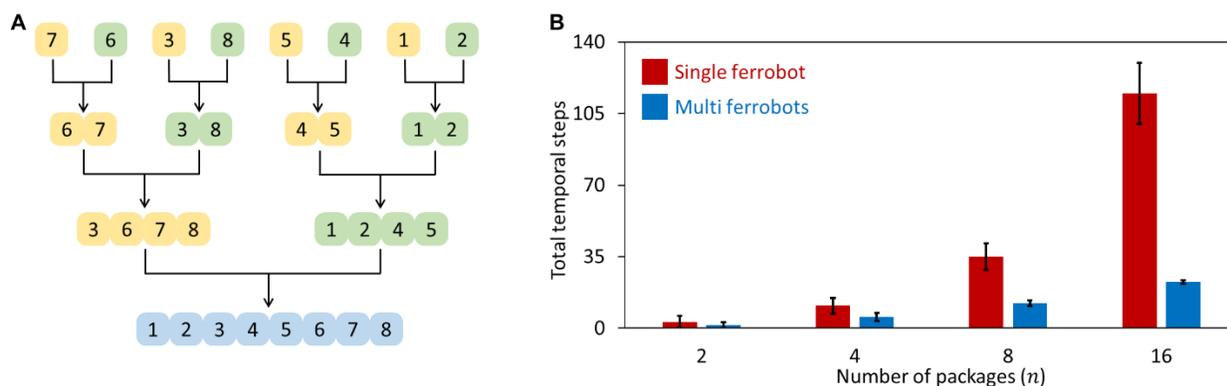 A
7 6 3 8 5 4 1 2
6 7 3 8 4 5 1 2
3 6 7 8 1 2 4 5
1 2 3 4 5 6 7 8
B
Total temporal steps
140
105
70
35
0
Single ferrobot
Multi ferrobots
2 4 8 16
Number of packages (n)